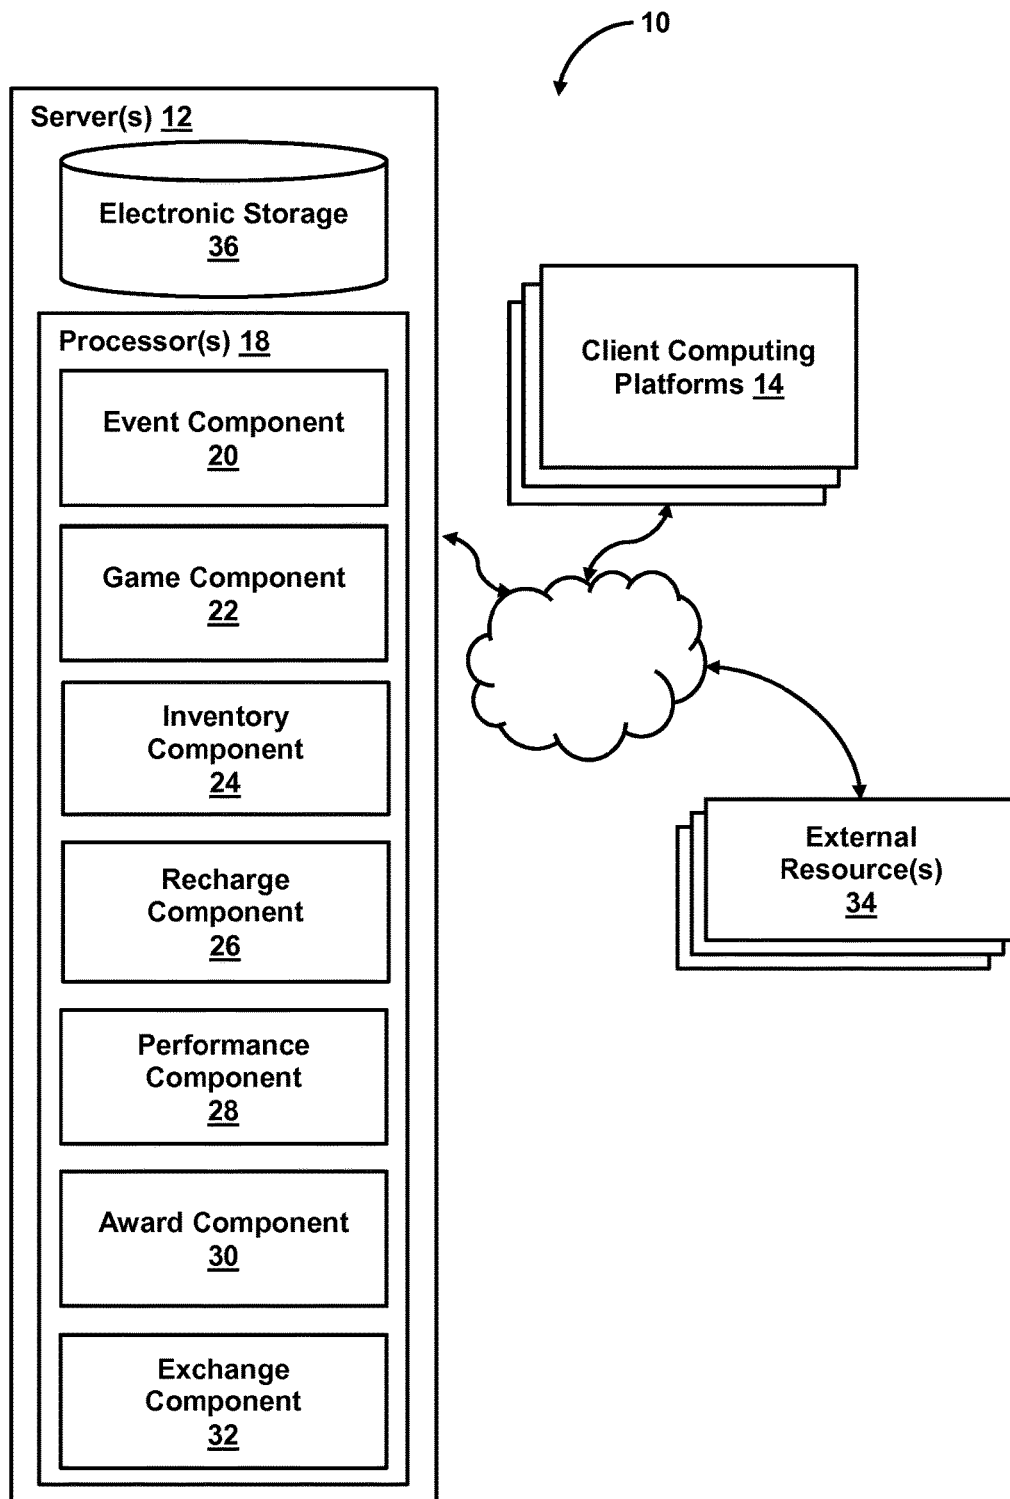 10
Server(s) 12
Electronic Storage
36
Processor(s) 18
Event Component
20
Game Component
22
Inventory
Component
24
Recharge
Component
26
Performance
Component
28
Award Component
30
Exchange
Component
32
Client Computing
Platforms 14
External
Resource(s)
34